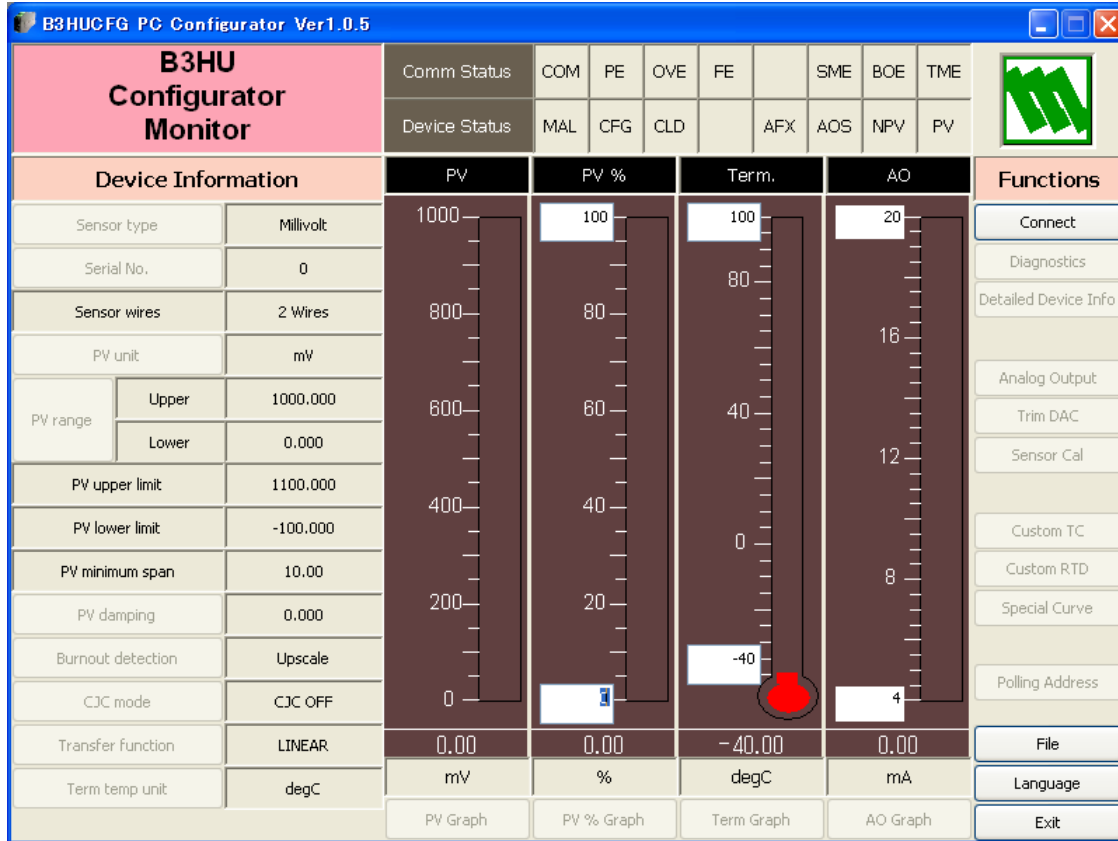 B3HUCFG PC Configurator Ver1.0.5
B3HU
Configurator
Monitor
Comm Status COM PE OVE FE SME BOE TME
Device Status MAL CFG CLD AFX AOS NPV PV
Device Information
Sensor type Millivolt
Serial No. 0
Sensor wires 2 Wires
PV unit mV
PV range
Upper 1000.000
Lower 0.000
PV upper limit 1100.000
PV lower limit -100.000
PV minimum span 10.00
PV damping 0.000
Burnout detection Upscale
CJC mode CJC OFF
Transfer function LINEAR
Term temp unit degC
PV
1000
800
600
400
200
0
0.00
mV
PV Graph
PV %
100
80
60
40
20
0.00
%
PV % Graph
Term.
100
80
40
0
-40
-40.00
degC
Term Graph
AO
20
16
12
8
4
0.00
mA
AO Graph
Functions
Connect
Diagnostics
Detailed Device Info
Analog Output
Trim DAC
Sensor Cal
Custom TC
Custom RTD
Special Curve
Polling Address
File
Language
Exit